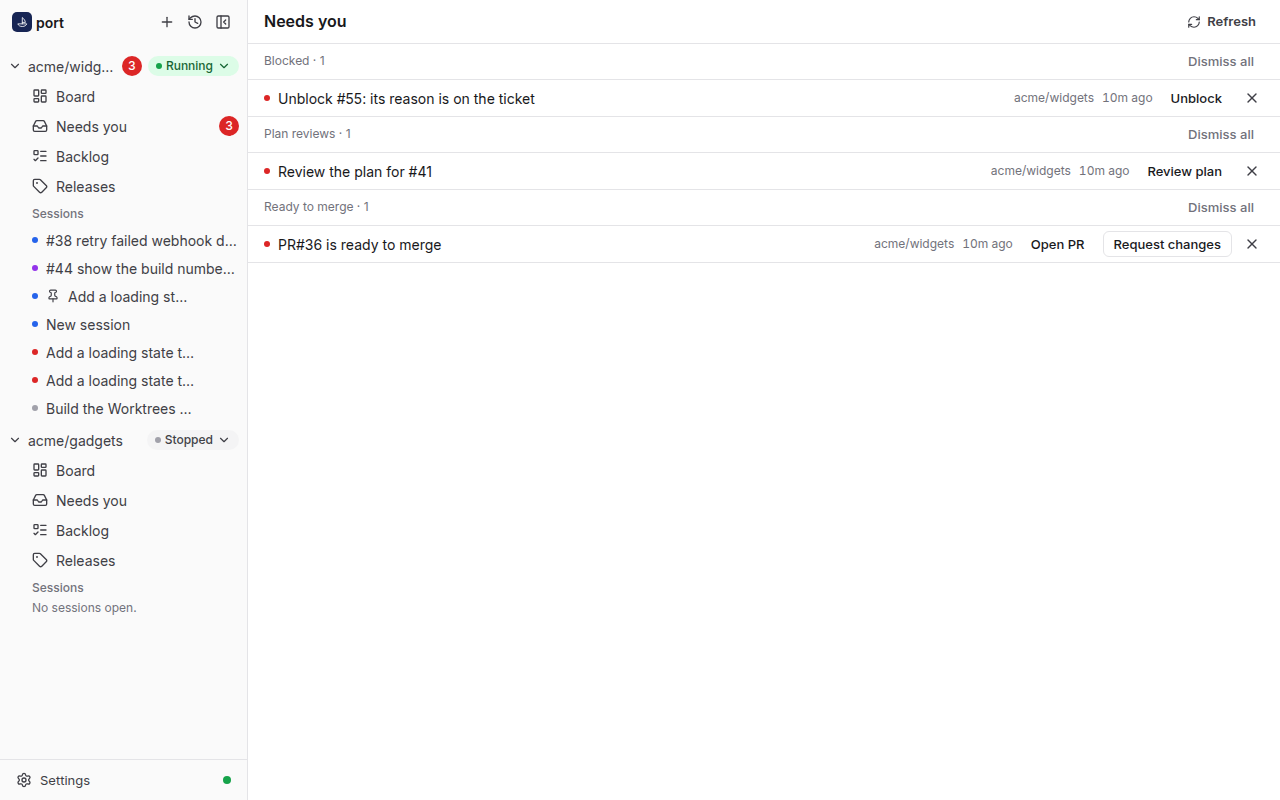 port
acme/widg... 3 Running
Board
Needs you 3
Backlog
Releases
Sessions
#38 retry failed webhook d...
#44 show the build numbe...
Add a loading st...
New session
Add a loading state t...
Add a loading state t...
Build the Worktrees ...
acme/gadgets Stopped
Board
Needs you
Backlog
Releases
Sessions
No sessions open.
Settings
Needs you Refresh
Blocked · 1 Dismiss all
Unblock #55: its reason is on the ticket acme/widgets 10m ago Unblock
Plan reviews · 1 Dismiss all
Review the plan for #41 acme/widgets 10m ago Review plan
Ready to merge · 1 Dismiss all
PR#36 is ready to merge acme/widgets 10m ago Open PR Request changes